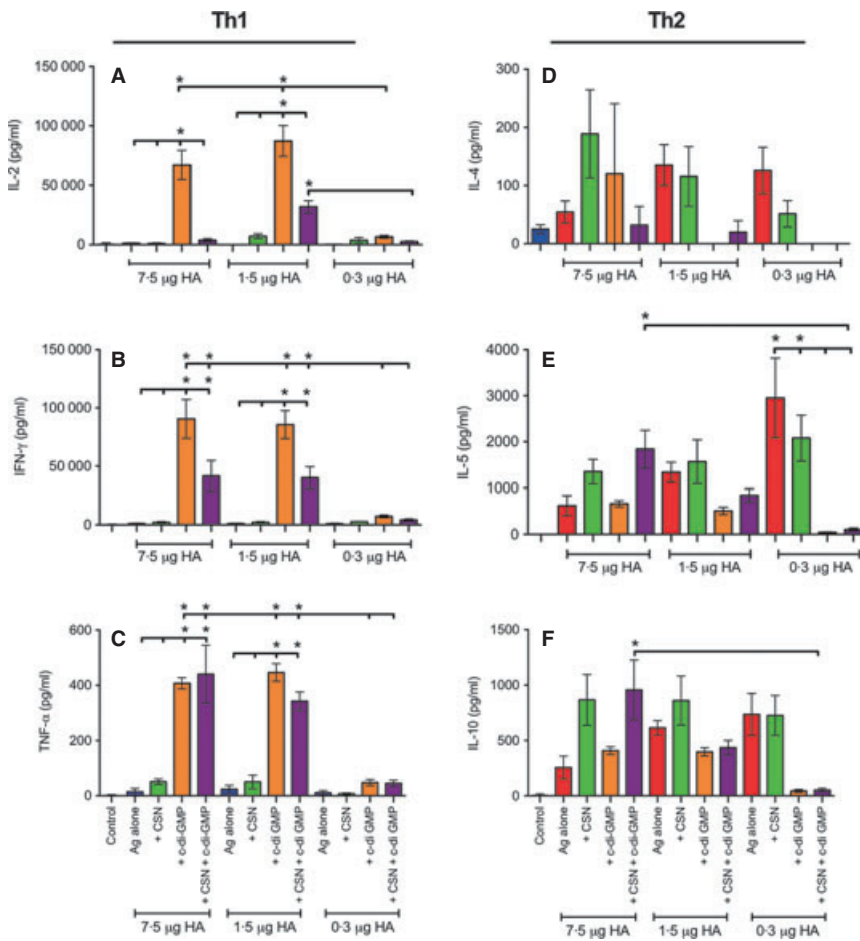 Th1
Th2
A
150 000
100 000
50 000
0
IL-2 (pg/ml)
*
*
*
*
*
7·5 µg HA
1·5 µg HA
0·3 µg HA
D
300
200
100
0
IL-4 (pg/ml)
7·5 µg HA
1·5 µg HA
0·3 µg HA
B
150 000
100 000
50 000
0
IFN-γ (pg/ml)
* * * *
* * * *
7·5 µg HA
1·5 µg HA
0·3 µg HA
E
4000
3000
2000
1000
0
IL-5 (pg/ml)
*
* *
7·5 µg HA
1·5 µg HA
0·3 µg HA
C
600
400
200
0
TNF-α (pg/ml)
* * * *
* * * *
Control
Ag alone
+ CSN
+ c-di-GMP
+ CSN + c-di-GMP
Ag alone
+ CSN
+ c-di GMP
+ CSN + c-di GMP
Ag alone
+ CSN
+ c-di GMP
+ CSN + c-di GMP
7·5 µg HA
1·5 µg HA
0·3 µg HA
F
1500
1000
500
0
IL-10 (pg/ml)
*
Control
Ag alone
+ CSN
+ c-di-GMP
+ CSN + c-di-GMP
Ag alone
+ CSN
+ c-di GMP
+ CSN + c-di GMP
Ag alone
+ CSN
+ c-di GMP
+ CSN + c-di GMP
7·5 µg HA
1·5 µg HA
0·3 µg HA